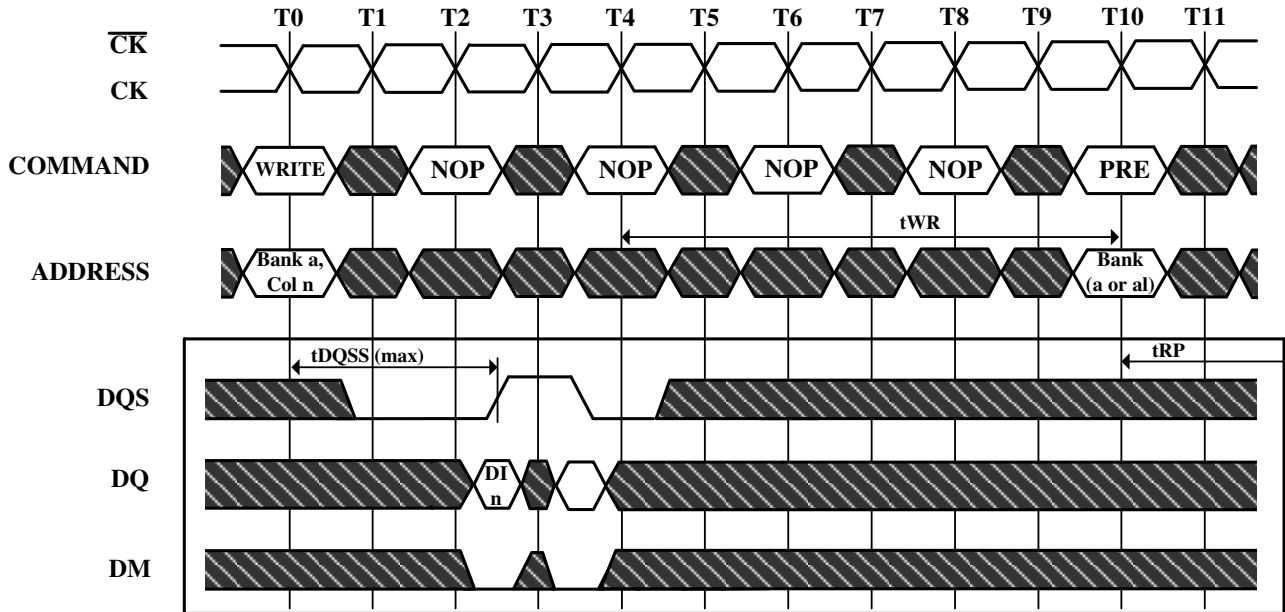 T0 T1 T2 T3 T4 T5 T6 T7 T8 T9 T10 T11
CK
CK
COMMAND WRITE NOP NOP NOP NOP PRE
tWR
ADDRESS Bank a, Col n Bank (a or al)
tDQSS (max) tRP
DQS
DQ DI n
DM